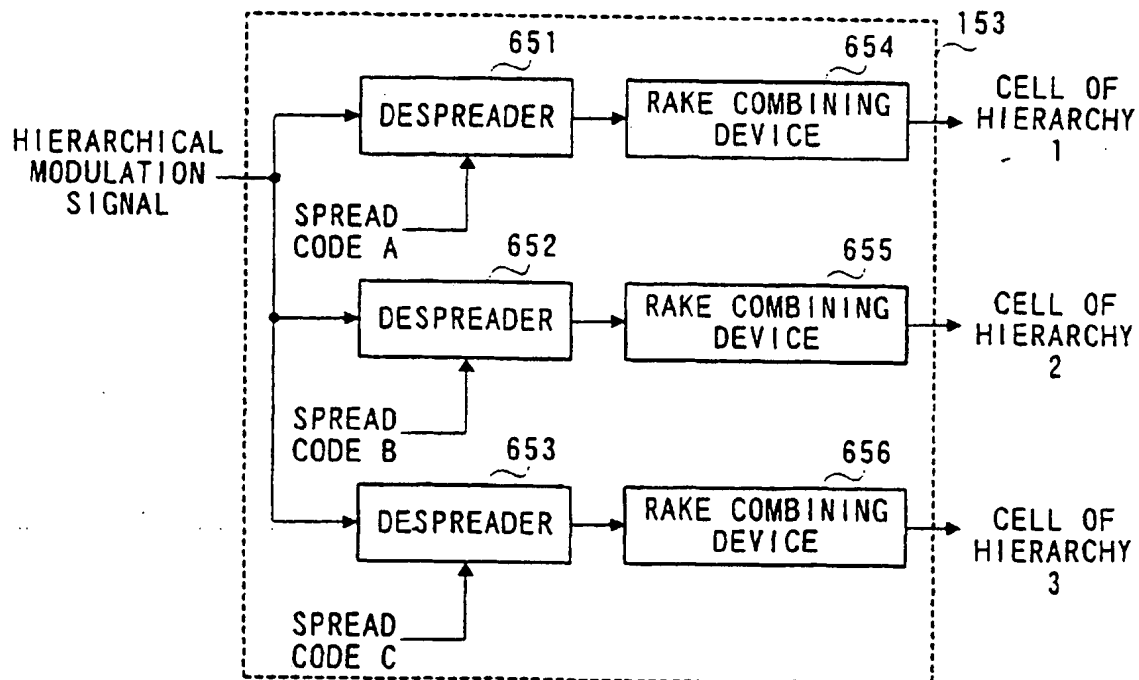 153
651
654
DESPREADER
RAKE COMBINING
DEVICE
CELL OF
HIERARCHY
1
HIERARCHICAL
MODULATION
SIGNAL
SPREAD
CODE A
652
655
DESPREADER
RAKE COMBINING
DEVICE
CELL OF
HIERARCHY
2
SPREAD
CODE B
653
656
DESPREADER
RAKE COMBINING
DEVICE
CELL OF
HIERARCHY
3
SPREAD
CODE C